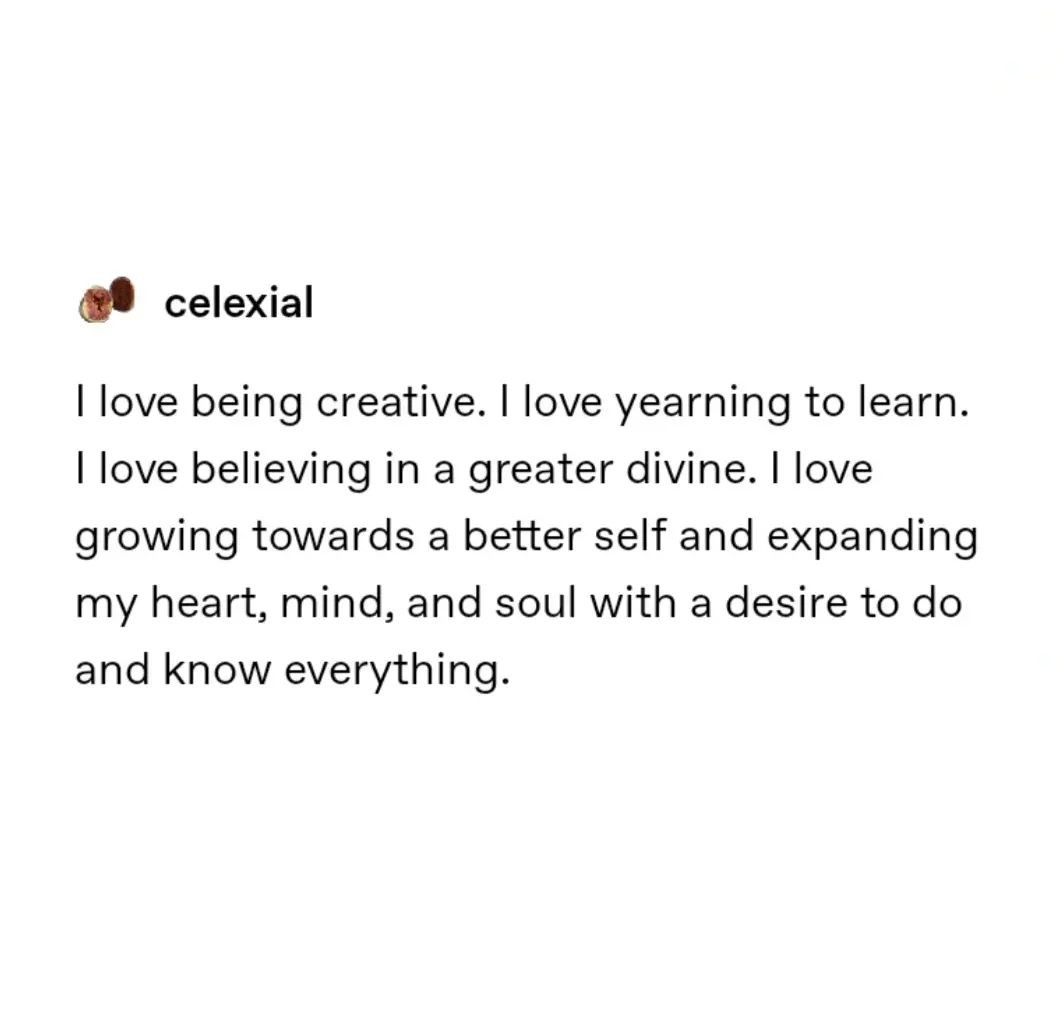 celexial
I love being creative. I love yearning to learn.
I love believing in a greater divine. I love
growing towards a better self and expanding
my heart, mind, and soul with a desire to do
and know everything.